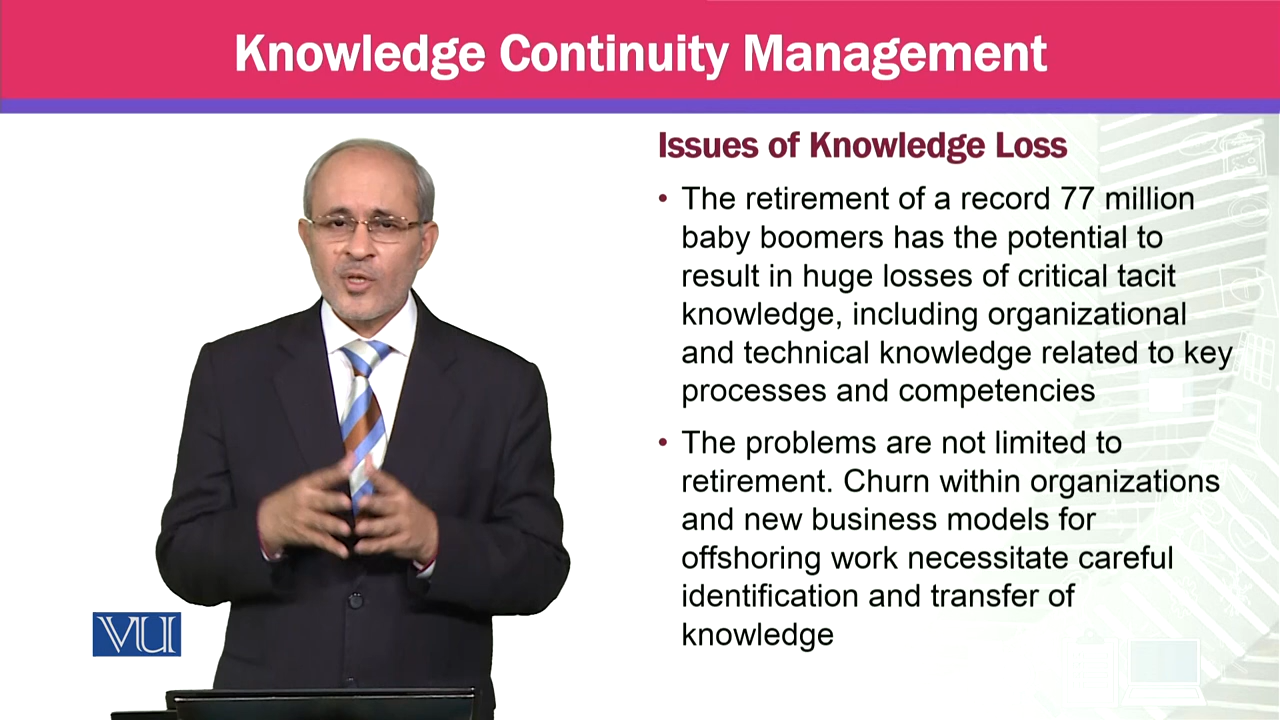 Knowledge Continuity Management
Issues of Knowledge Loss
• The retirement of a record 77 million
baby boomers has the potential to
result in huge losses of critical tacit
knowledge, including organizational
and technical knowledge related to key
processes and competencies
• The problems are not limited to
retirement. Churn within organizations
and new business models for
offshoring work necessitate careful
identification and transfer of
knowledge
VU